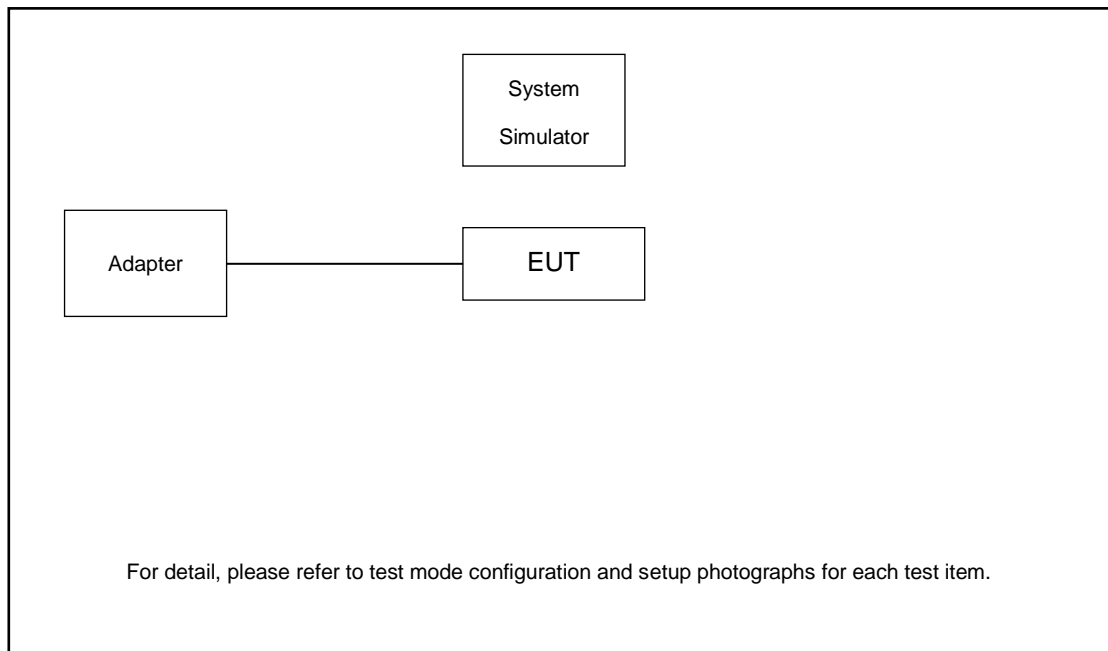 System
Simulator
Adapter
EUT
For detail, please refer to test mode configuration and setup photographs for each test item.